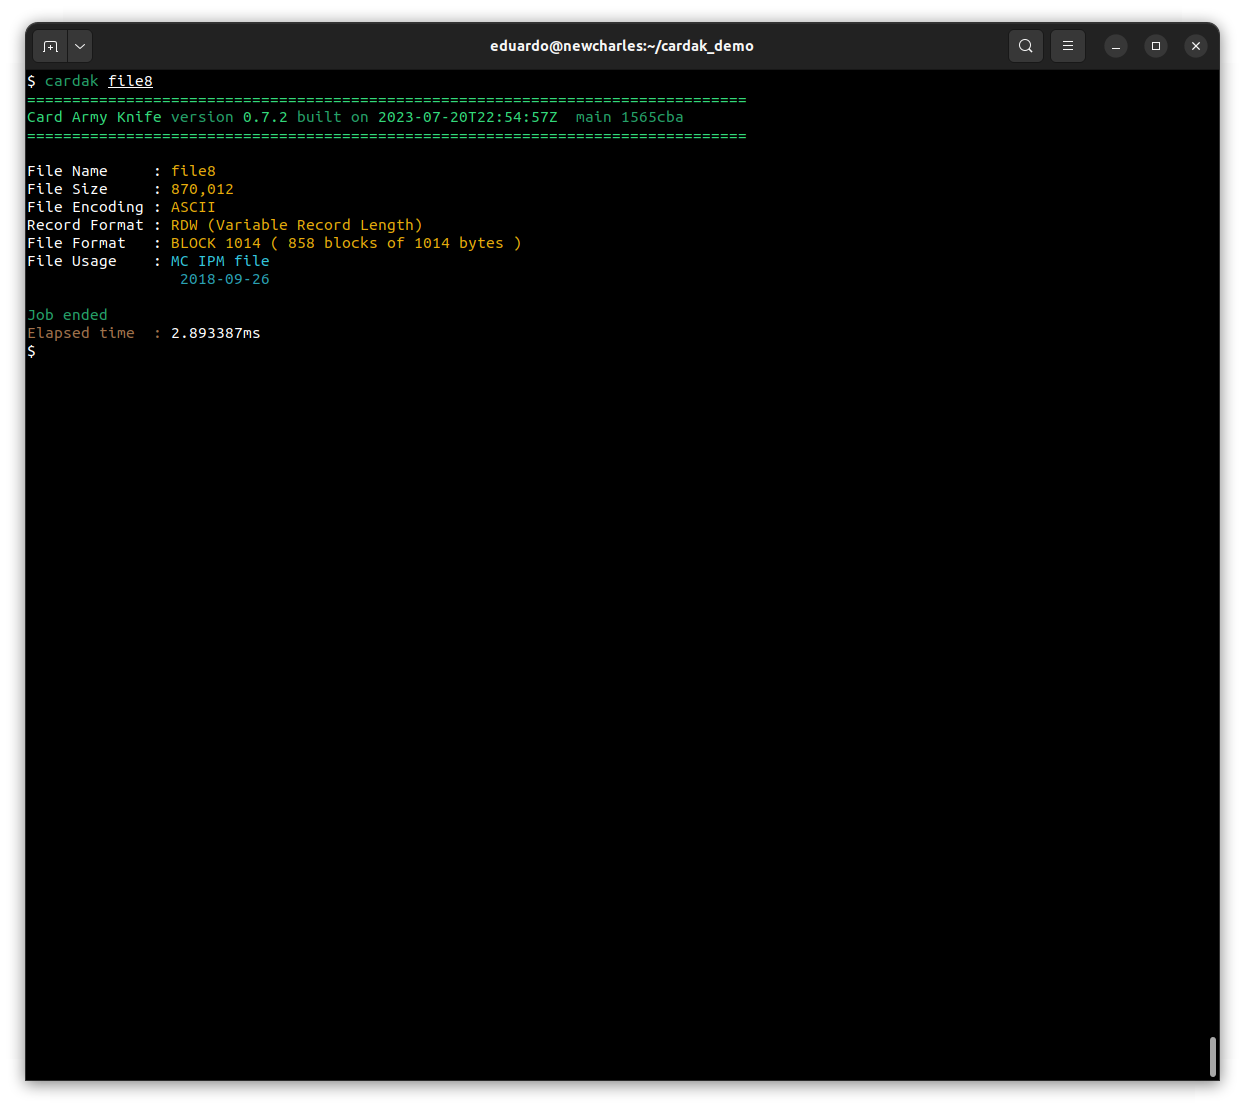 eduardo@newcharles:~/cardak_demo
$ cardak file8
================================================================================
Card Army Knife version 0.7.2 built on 2023-07-20T22:54:57Z  main 1565cba
================================================================================
File Name     : file8
File Size     : 870,012
File Encoding : ASCII
Record Format : RDW (Variable Record Length)
File Format   : BLOCK 1014 ( 858 blocks of 1014 bytes )
File Usage    : MC IPM file
                 2018-09-26
Job ended
Elapsed time  : 2.893387ms
$